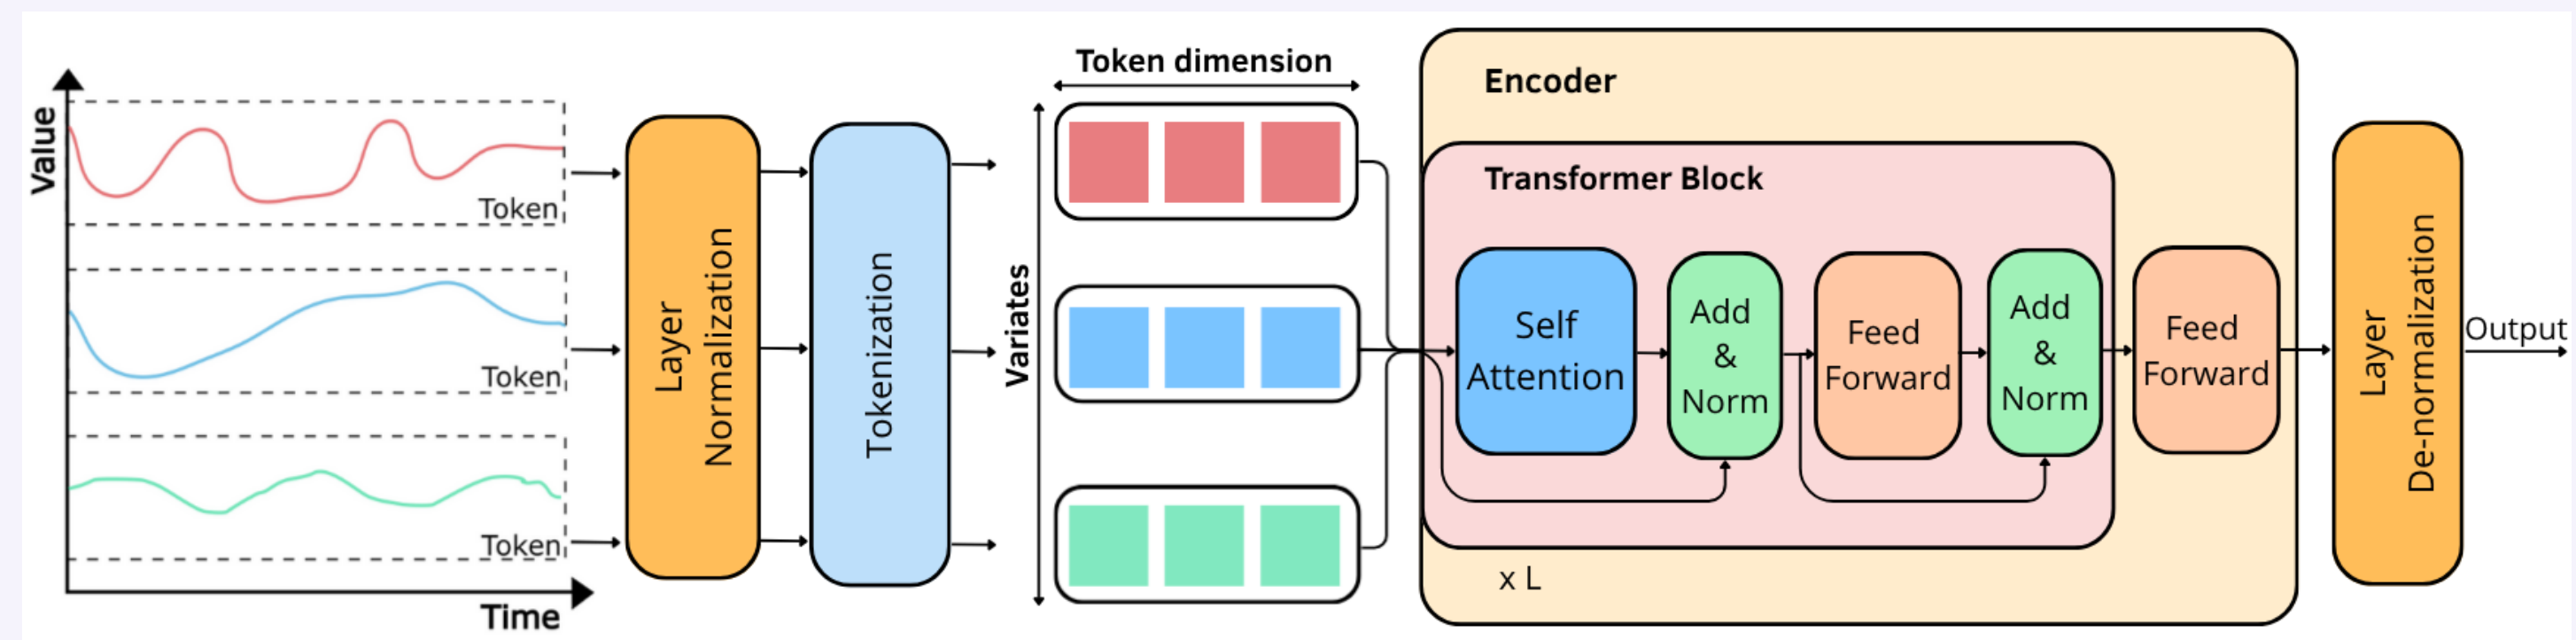 Value
Token
Token
Token
Time
Layer
Normalization
Tokenization
Token dimension
Variates
Encoder
Transformer Block
Self
Attention
Add
&
Norm
Feed
Forward
Add
&
Norm
x L
Feed
Forward
Layer
De-normalization
Output